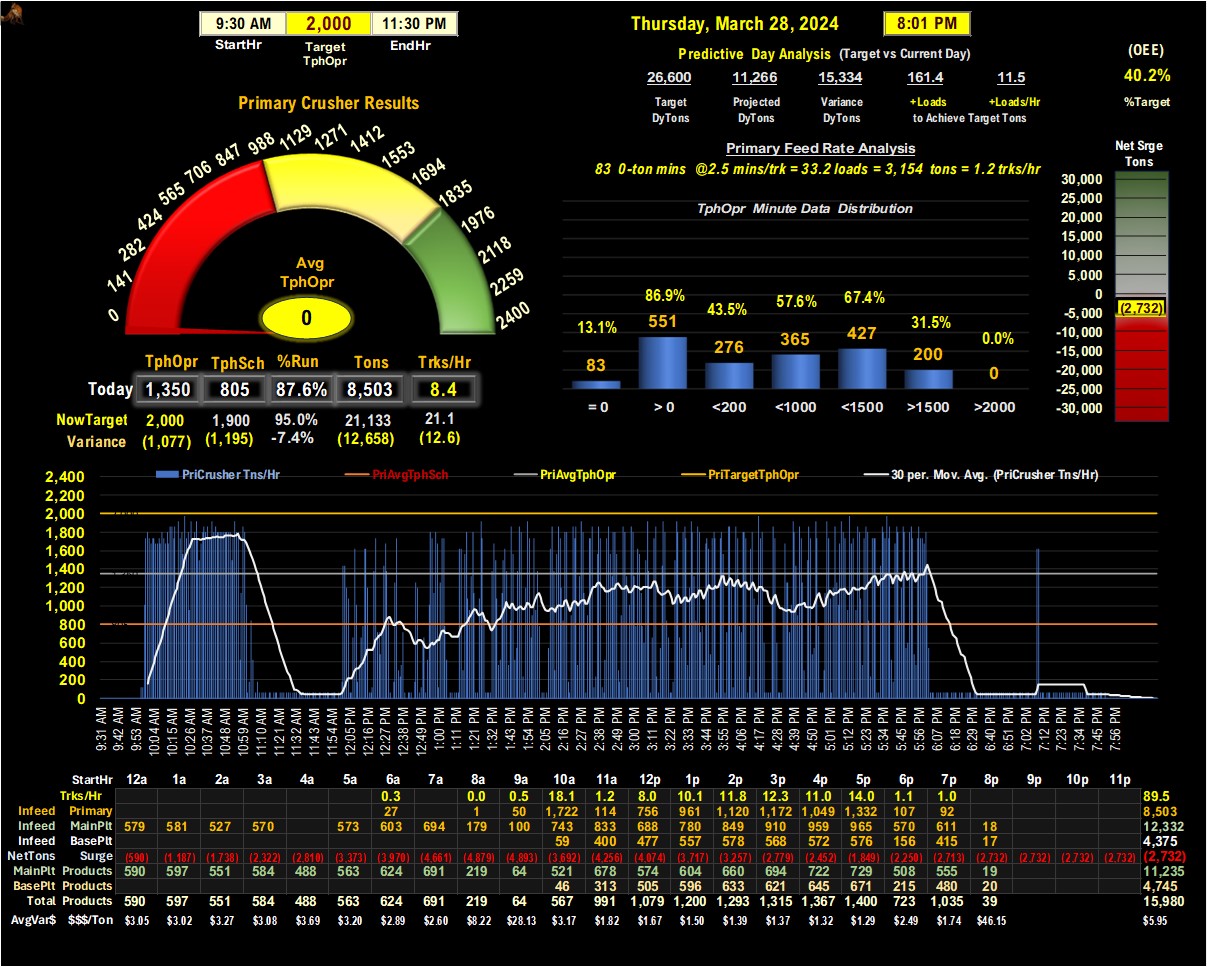 9:30 AM 2,000 11:30 PM
StartHr Target TphOpr EndHr
Thursday, March 28, 2024 8:01 PM
Predictive Day Analysis (Target vs Current Day)
26,600 11,266 15,334 161.4 11.5
Target Projected Variance +Loads +Loads/Hr
DyTons DyTons DyTons to Achieve Target Tons
(OEE)
40.2%
%Target
Primary Crusher Results
0 141 282 424 565 706 847 988 1129 1271 1412 1553 1694 1835 1976 2118 2259 2400
Avg
TphOpr
0
TphOpr TphSch %Run Tons Trks/Hr
Today 1,350 805 87.6% 8,503 8.4
NowTarget 2,000 1,900 95.0% 21,133 21.1
Variance (1,077) (1,195) -7.4% (12,658) (12.6)
Primary Feed Rate Analysis
83 0-ton mins @2.5 mins/trk = 33.2 loads = 3,154 tons = 1.2 trks/hr
TphOpr Minute Data Distribution
13.1% 86.9% 43.5% 57.6% 67.4% 31.5% 0.0%
83 551 276 365 427 200 0
= 0 > 0 <200 <1000 <1500 >1500 >2000
Net Srge
Tons
30,000
25,000
20,000
15,000
10,000
5,000
0
(2,732)
-5,000
-10,000
-15,000
-20,000
-25,000
-30,000
PriCrusher Tns/Hr PriAvgTphSch PriAvgTphOpr PriTargetTphOpr 30 per. Mov. Avg. (PriCrusher Tns/Hr)
2,400
2,200
2,000
1,800
1,600
1,400
1,200
1,000
800
600
400
200
0
9:31 AM 9:42 AM 9:53 AM 10:04 AM 10:15 AM 10:26 AM 10:37 AM 10:48 AM 10:59 AM 11:10 AM 11:21 AM 11:32 AM 11:43 AM 11:54 AM 12:05 PM 12:16 PM 12:27 PM 12:38 PM 12:49 PM 1:00 PM 1:11 PM 1:21 PM 1:32 PM 1:43 PM 1:54 PM 2:05 PM 2:16 PM 2:27 PM 2:38 PM 2:49 PM 3:00 PM 3:11 PM 3:22 PM 3:33 PM 3:44 PM 3:55 PM 4:06 PM 4:17 PM 4:28 PM 4:39 PM 4:50 PM 5:01 PM 5:12 PM 5:23 PM 5:34 PM 5:45 PM 5:56 PM 6:07 PM 6:18 PM 6:29 PM 6:40 PM 6:51 PM 7:02 PM 7:12 PM 7:23 PM 7:34 PM 7:45 PM 7:56 PM
StartHr 12a 1a 2a 3a 4a 5a 6a 7a 8a 9a 10a 11a 12p 1p 2p 3p 4p 5p 6p 7p 8p 9p 10p 11p
Trks/Hr 0.3 0.0 0.5 18.1 1.2 8.0 10.1 11.8 12.3 11.0 14.0 1.1 1.0 89.5
Infeed Primary 27 1 50 1,722 114 756 961 1,120 1,172 1,049 1,332 107 92 8,503
Infeed MainPlt 579 581 527 570 573 603 694 179 100 743 833 688 780 849 910 959 965 570 611 18 12,332
Infeed BasePlt 59 400 477 557 578 568 572 576 156 415 17 4,375
NetTons Surge (590) (1,187) (1,738) (2,322) (2,810) (3,373) (3,970) (4,661) (4,879) (4,893) (3,692) (4,256) (4,074) (3,717) (3,257) (2,779) (2,452) (1,849) (2,250) (2,713) (2,732) (2,732) (2,732) (2,732) (2,732)
MainPlt Products 590 597 551 584 488 563 624 691 219 64 521 678 574 604 660 694 722 729 508 555 19 11,235
BasePlt Products 46 313 505 596 633 621 645 671 215 480 20 4,745
Total Products 590 597 551 584 488 563 624 691 219 64 567 991 1,079 1,200 1,293 1,315 1,367 1,400 723 1,035 39 15,980
AvgVar$ $$$/Ton $3.05 $3.02 $3.27 $3.08 $3.69 $3.20 $2.89 $2.60 $8.22 $28.13 $3.17 $1.82 $1.67 $1.50 $1.39 $1.37 $1.32 $1.29 $2.49 $1.74 $46.15 $5.95